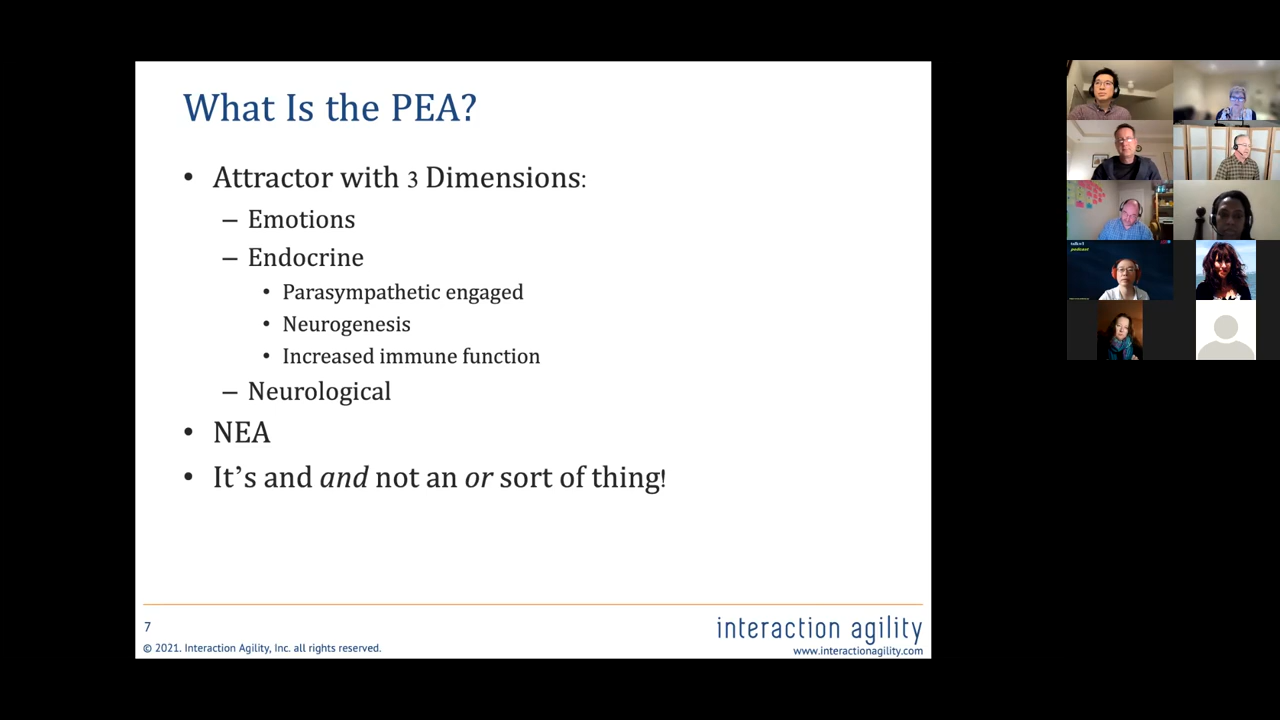 What Is the PEA?
• Attractor with 3 Dimensions:
– Emotions
– Endocrine
• Parasympathetic engaged
• Neurogenesis
• Increased immune function
– Neurological
• NEA
• It’s and and not an or sort of thing!
7
© 2021. Interaction Agility, Inc. all rights reserved.
interaction agility
www.interactionagility.com
podcast